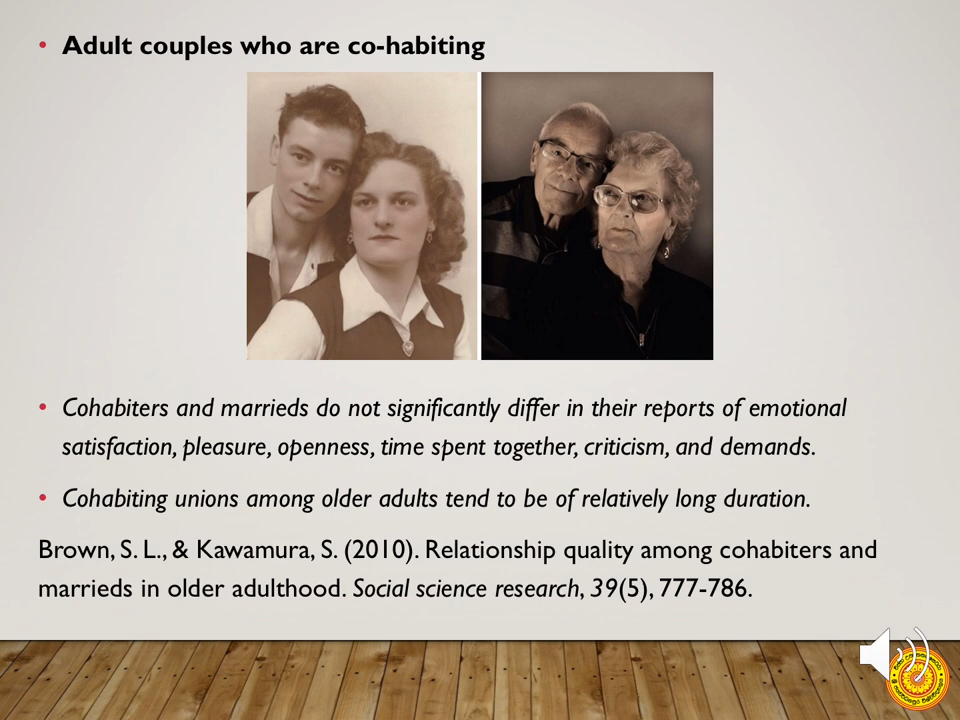 • Adult couples who are co-habiting
• Cohabiters and marrieds do not significantly differ in their reports of emotional
satisfaction, pleasure, openness, time spent together, criticism, and demands.
• Cohabiting unions among older adults tend to be of relatively long duration.
Brown, S. L., & Kawamura, S. (2010). Relationship quality among cohabiters and
marrieds in older adulthood. Social science research, 39(5), 777-786.